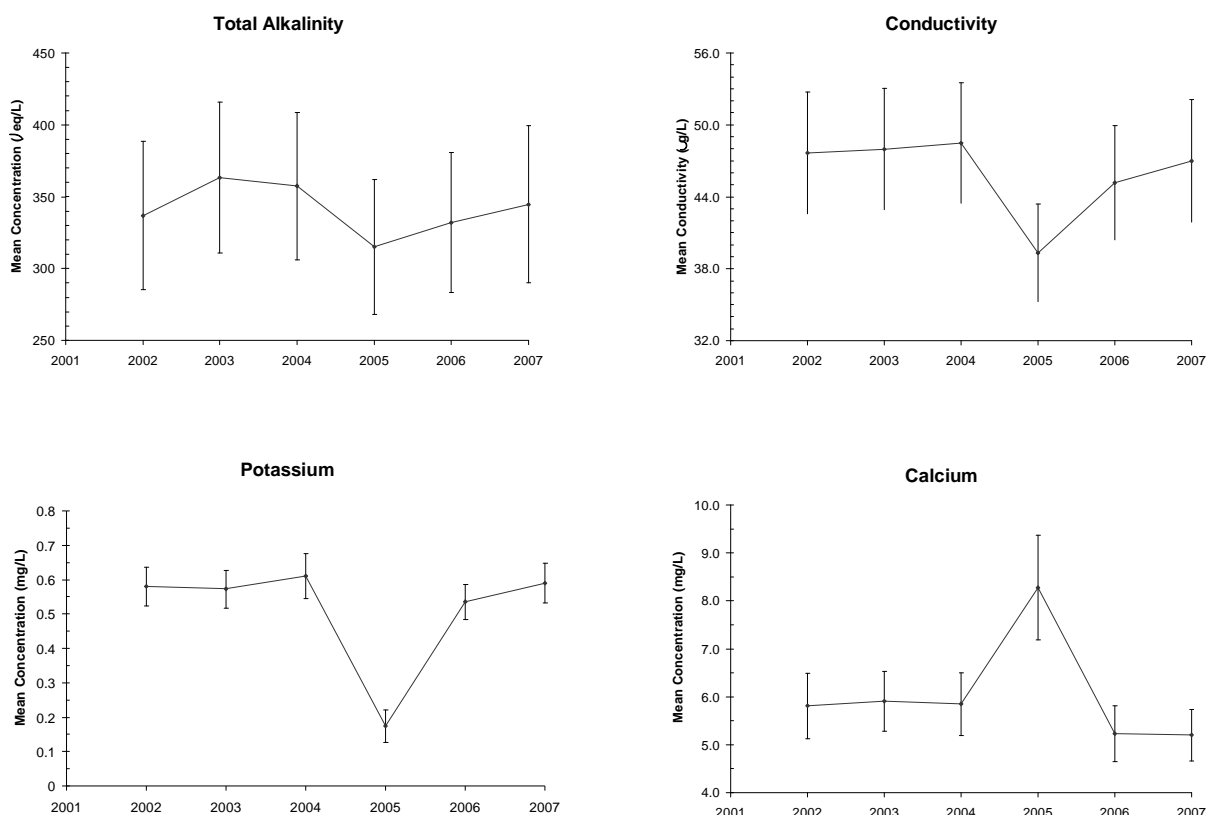 Total Alkalinity
Mean Concentration (μeq/L)
450
400
350
300
250
2001 2002 2003 2004 2005 2006 2007
Conductivity
Mean Conductivity (μg/L)
56.0
50.0
44.0
38.0
32.0
2001 2002 2003 2004 2005 2006 2007
Potassium
Mean Concentration (mg/L)
0.8
0.7
0.6
0.5
0.4
0.3
0.2
0.1
0
2001 2002 2003 2004 2005 2006 2007
Calcium
Mean Concentration (mg/L)
10.0
9.0
8.0
7.0
6.0
5.0
4.0
2001 2002 2003 2004 2005 2006 2007